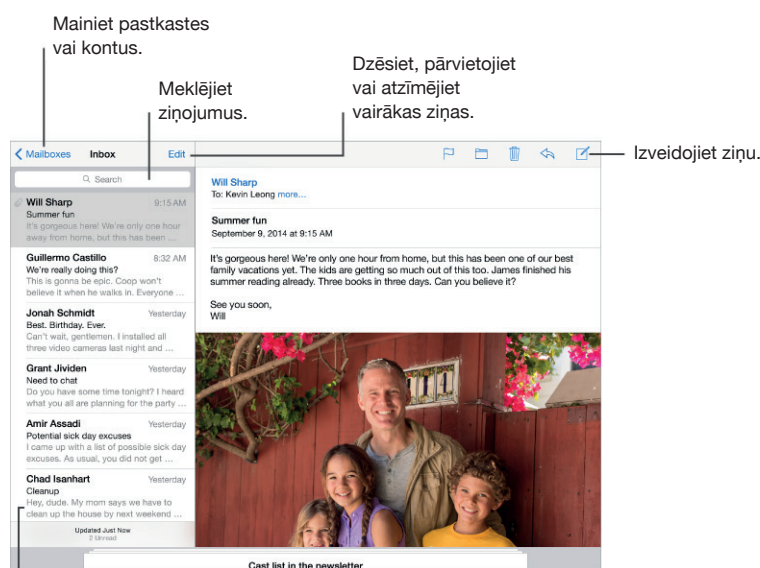 Mainiet pastkastes
vai kontus.
Dzēsiet, pārvietojiet
vai atzīmējiet
vairākas ziņas.
Meklējiet
ziņojumus.
Izveidojiet ziņu.
Mailboxes
Inbox
Edit
Search
Will Sharp 9:15 AM
Summer fun
It's gorgeous here! We're only one hour
away from home, but this has been ...
Guillermo Castillo 8:32 AM
We're really doing this?
This is gonna be epic. Coop won't
believe it when he walks in. Everyone ...
Jonah Schmidt Yesterday
Best. Birthday. Ever.
Can't wait, gentlemen. I installed all
three video cameras last night and ...
Grant Jividen Yesterday
Need to chat
Do you have some time tonight? I heard
what you all are planning for the party ...
Amir Assadi Yesterday
Potential sick day excuses
I came up with a list of possible sick day
excuses. As usual, you did not get ...
Chad Isanhart Yesterday
Cleanup
Hey, dude. My mom says we have to
clean up the house by next weekend ...
Updated Just Now
2 Unread
Will Sharp
To: Kevin Leong more...
Summer fun
September 9, 2014 at 9:15 AM
It's gorgeous here! We're only one hour from home, but this has been one of our best
family vacations yet. The kids are getting so much out of this too. James finished his
summer reading already. Three books in three days. Can you believe it?
See you soon,
Will
111
Cast list in the newsletter